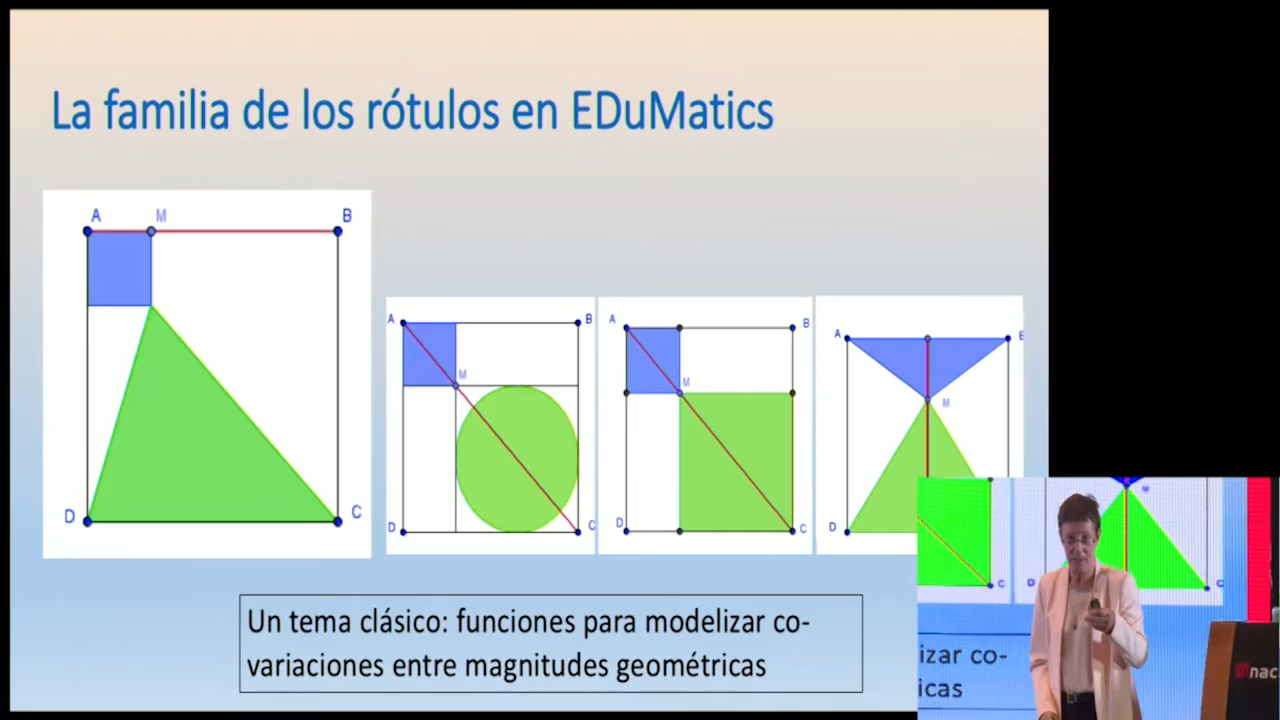 La familia de los rótulos en EDuMatics
A M B
D C
A B
M
D C
A B
M
D C
A B
M
D
Un tema clásico: funciones para modelizar co-
variaciones entre magnitudes geométricas
M
C D C
izar co-
icas
nac